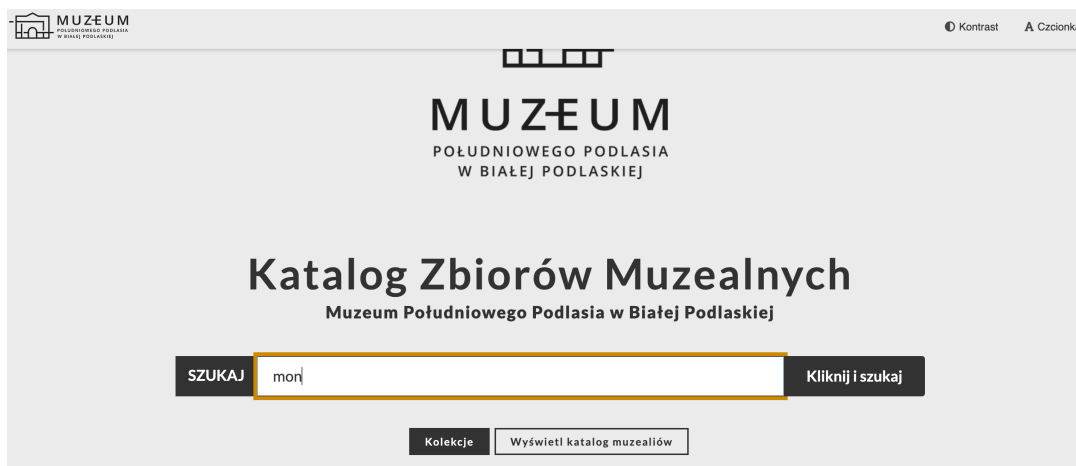 MUZEUM
POŁUDNIOWEGO PODLASIA
W BIAŁEJ PODLASKIEJ
Kontrast
A Czcionka
MUZEUM
POŁUDNIOWEGO PODLASIA
W BIAŁEJ PODLASKIEJ
Katalog Zbiorów Muzealnych
Muzeum Południowego Podlasia w Białej Podlaskiej
SZUKAJ
mon
Kliknij i szukaj
Kolekcje
Wyświetl katalog muzealiów